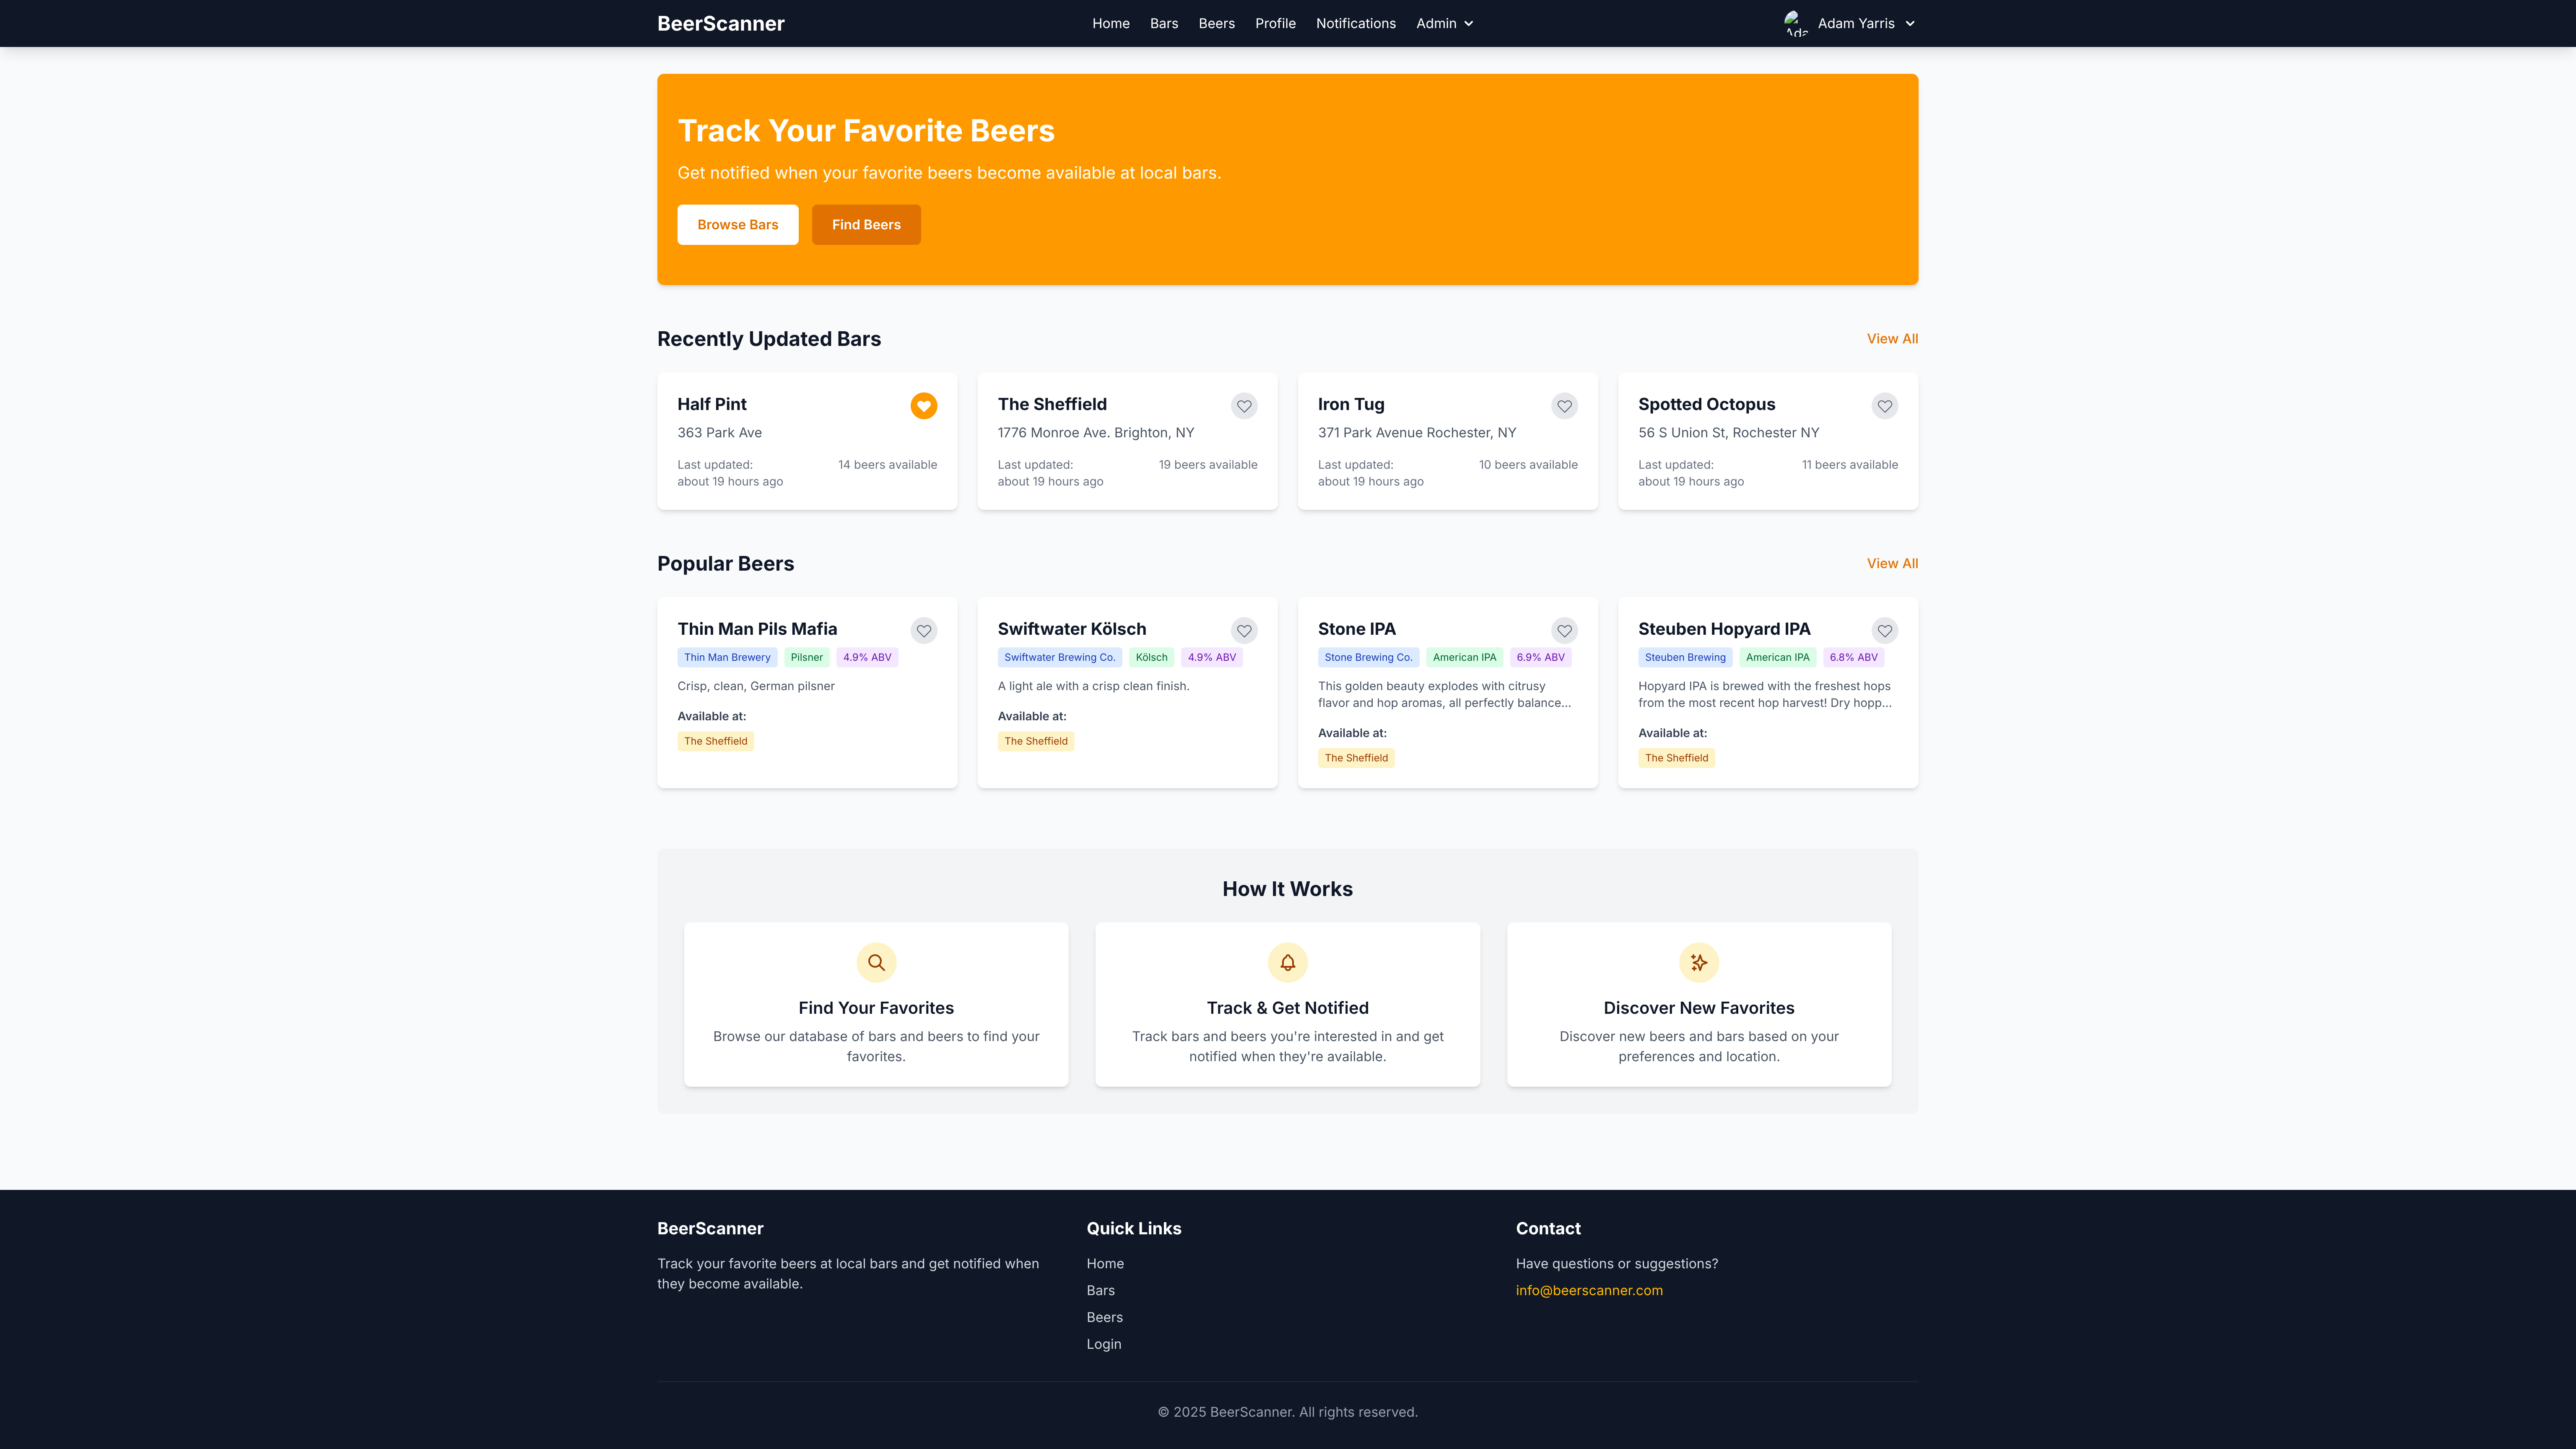 BeerScanner
Home Bars Beers Profile Notifications Admin
Ada
Adam Yarris
Track Your Favorite Beers
Get notified when your favorite beers become available at local bars.
Browse Bars Find Beers
Recently Updated Bars View All
Half Pint
363 Park Ave
Last updated: 14 beers available
about 19 hours ago
The Sheffield
1776 Monroe Ave. Brighton, NY
Last updated: 19 beers available
about 19 hours ago
Iron Tug
371 Park Avenue Rochester, NY
Last updated: 10 beers available
about 19 hours ago
Spotted Octopus
56 S Union St, Rochester NY
Last updated: 11 beers available
about 19 hours ago
Popular Beers View All
Thin Man Pils Mafia
Thin Man Brewery Pilsner 4.9% ABV
Crisp, clean, German pilsner
Available at:
The Sheffield
Swiftwater Kölsch
Swiftwater Brewing Co. Kölsch 4.9% ABV
A light ale with a crisp clean finish.
Available at:
The Sheffield
Stone IPA
Stone Brewing Co. American IPA 6.9% ABV
This golden beauty explodes with citrusy
flavor and hop aromas, all perfectly balance...
Available at:
The Sheffield
Steuben Hopyard IPA
Steuben Brewing American IPA 6.8% ABV
Hopyard IPA is brewed with the freshest hops
from the most recent hop harvest! Dry hopp...
Available at:
The Sheffield
How It Works
Find Your Favorites
Browse our database of bars and beers to find your
favorites.
Track & Get Notified
Track bars and beers you're interested in and get
notified when they're available.
Discover New Favorites
Discover new beers and bars based on your
preferences and location.
BeerScanner
Track your favorite beers at local bars and get notified when
they become available.
Quick Links
Home
Bars
Beers
Login
Contact
Have questions or suggestions?
info@beerscanner.com
© 2025 BeerScanner. All rights reserved.